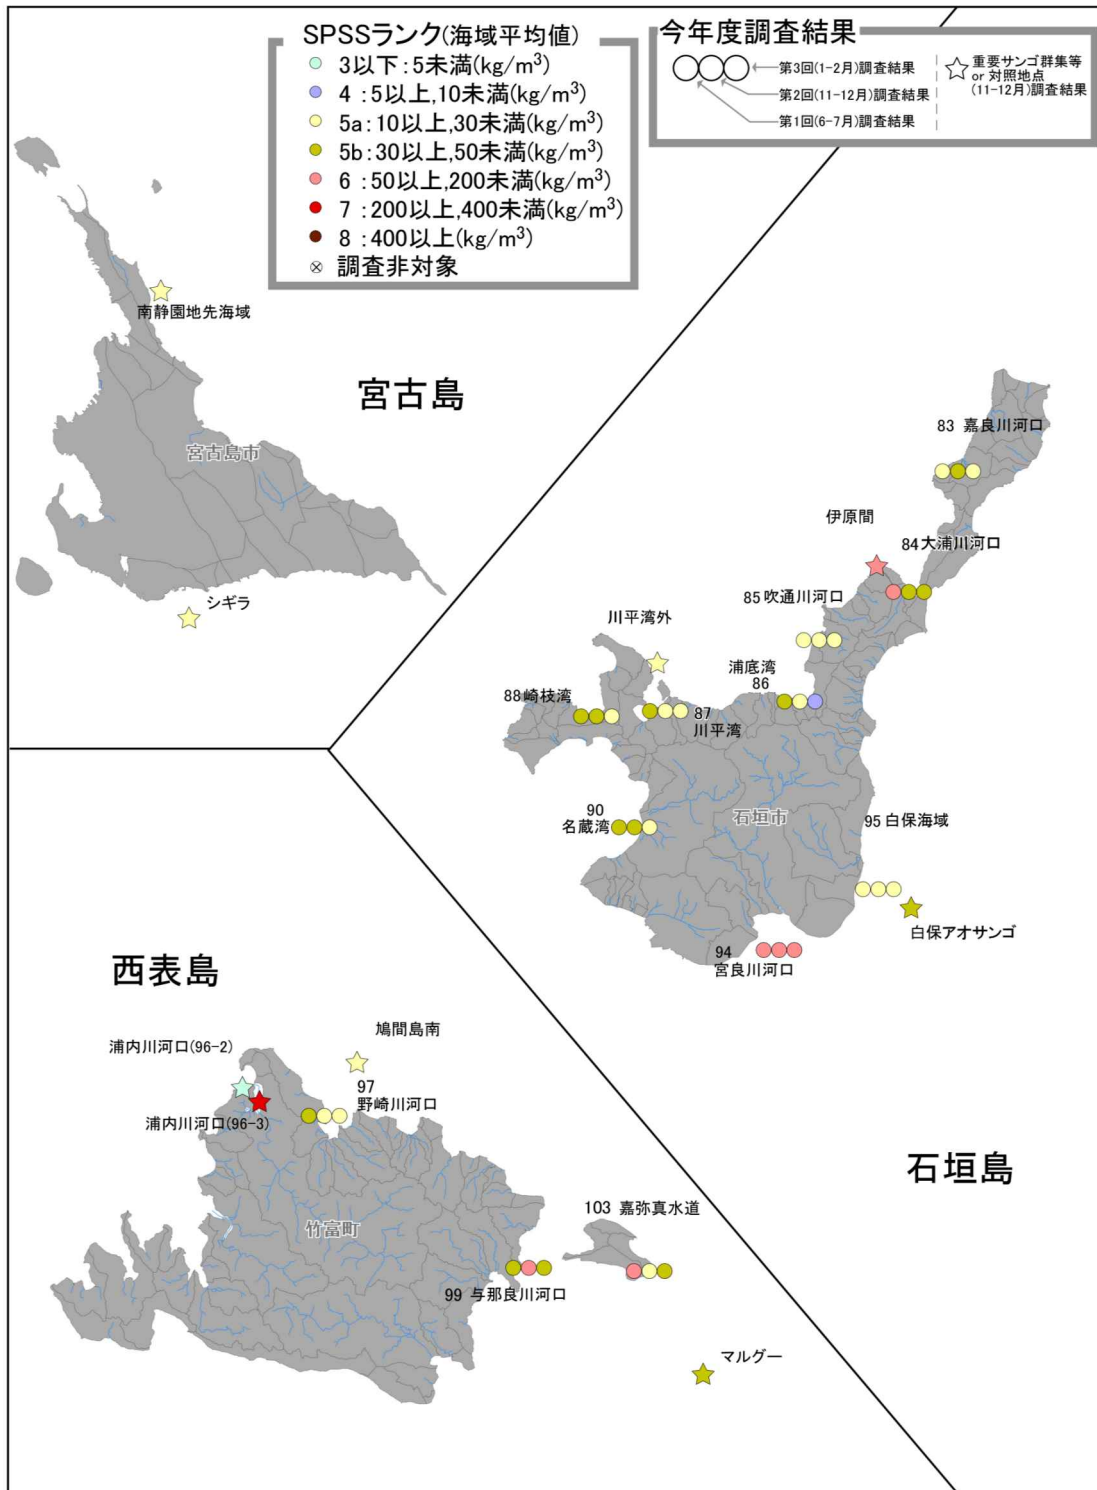 SPSSランク(海域平均値)
3以下:5未満(kg/m³)
4 :5以上,10未満(kg/m³)
5a:10以上,30未満(kg/m³)
5b:30以上,50未満(kg/m³)
6 :50以上,200未満(kg/m³)
7 :200以上,400未満(kg/m³)
8 :400以上(kg/m³)
調査非対象
今年度調査結果
第3回(1-2月)調査結果
第2回(11-12月)調査結果
第1回(6-7月)調査結果
重要サンゴ群集等
or 対照地点
(11-12月)調査結果
南静園地先海域
宮古島
宮古島市
シギラ
83 嘉良川河口
伊原間
84 大浦川河口
85 吹通川河口
川平湾外
浦底湾
86
88 崎枝湾
87
川平湾
90
名蔵湾
石垣市
95 白保海域
白保アオサンゴ
94
宮良川河口
石垣島
西表島
鳩間島南
浦内川河口(96-2)
97
野崎川河口
浦内川河口(96-3)
竹富町
103 嘉弥真水道
99 与那良川河口
マルグー